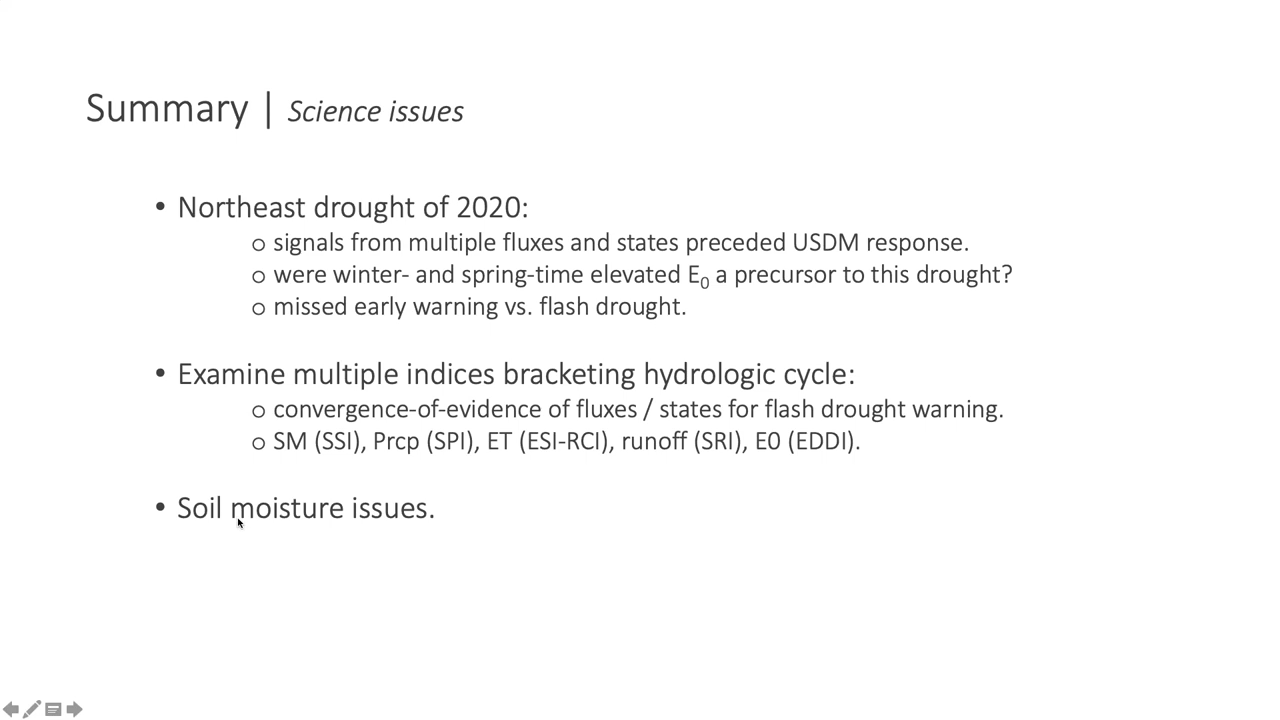 Summary | Science issues
• Northeast drought of 2020:
o signals from multiple fluxes and states preceded USDM response.
o were winter- and spring-time elevated E₀ a precursor to this drought?
o missed early warning vs. flash drought.
• Examine multiple indices bracketing hydrologic cycle:
o convergence-of-evidence of fluxes / states for flash drought warning.
o SM (SSI), Prcp (SPI), ET (ESI-RCI), runoff (SRI), E0 (EDDI).
• Soil moisture issues.